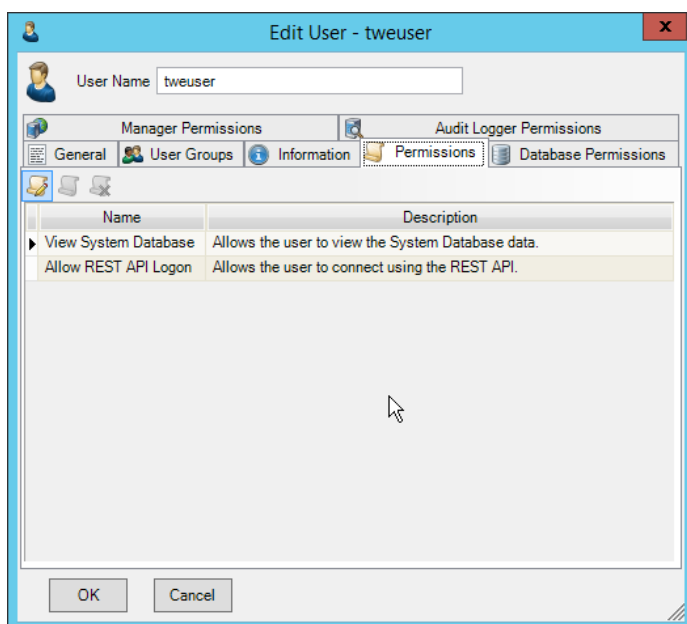 Edit User - tweuser
x
User Name tweuser
Manager Permissions Audit Logger Permissions
General User Groups Information Permissions Database Permissions
Name Description
View System Database Allows the user to view the System Database data.
Allow REST API Logon Allows the user to connect using the REST API.
OK Cancel